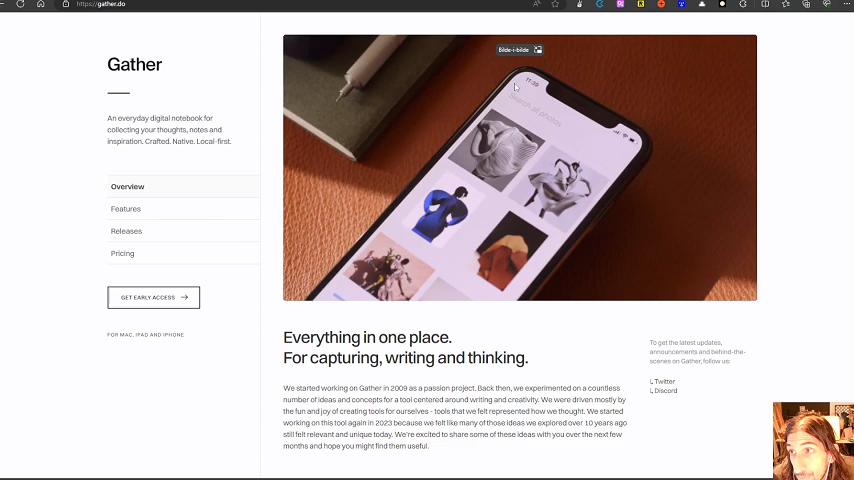 https://gather.do
Gather
An everyday digital notebook for
collecting your thoughts, notes and
inspiration. Crafted. Native. Local-first.
Overview
Features
Releases
Pricing
GET EARLY ACCESS
FOR MAC, IPAD AND IPHONE
Bilde-i-bilde
11:39
Search all photos
Everything in one place.
For capturing, writing and thinking.
We started working on Gather in 2009 as a passion project. Back then, we experimented on a countless
number of ideas and concepts for a tool centered around writing and creativity. We were driven mostly by
the fun and joy of creating tools for ourselves - tools that we felt represented how we thought. We started
working on this tool again in 2023 because we felt like many of those ideas we explored over 10 years ago
still felt relevant and unique today. We're excited to share some of these ideas with you over the next few
months and hope you might find them useful.
To get the latest updates,
announcements and behind-the-
scenes on Gather, follow us:
Twitter
Discord